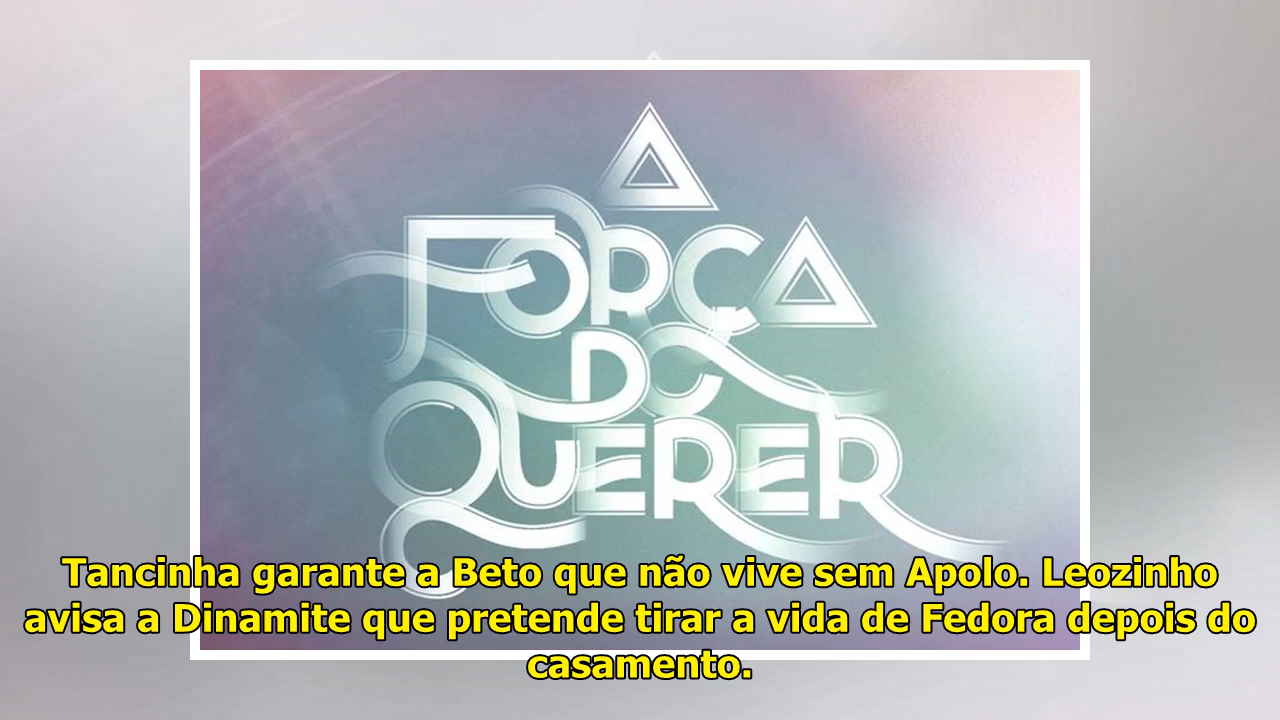 A
FORÇA
DO
QUERER
Tancinha garante a Beto que não vive sem Apolo. Leozinho
avisa a Dinamite que pretende tirar a vida de Fedora depois do
casamento.